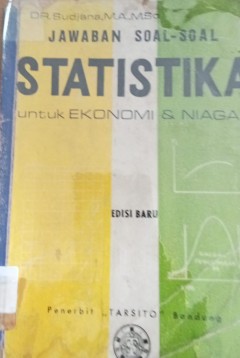 DR. Sudjana, M.A., M.Sc.
JAWABAN SOAL-SOAL
STATISTIKA
untuk EKONOMI & NIAGA
EDISI BARU
Penerbit „TARSITO" Bandung